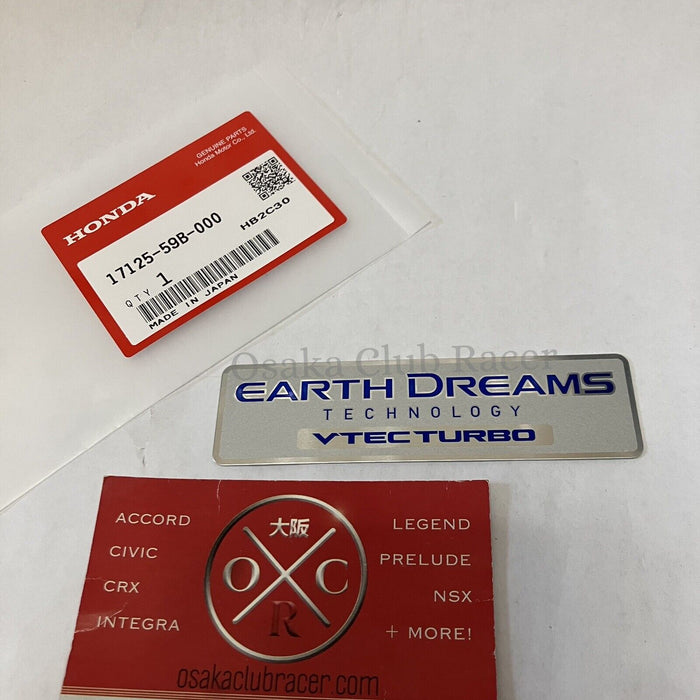 GENUINE PARTS
Honda Motor Co., Ltd.
HONDA
17125-59B-000
HB2C30
QTY 1
MADE IN JAPAN
Osaka Club Racer
EARTH DREAMS
TECHNOLOGY
VTEC TURBO
ACCORD
CIVIC
CRX
INTEGRA
大阪
O C
R
LEGEND
PRELUDE
NSX
+ MORE!
osakaclubracer.com